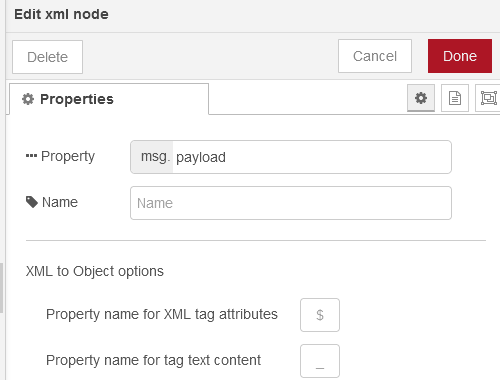 Edit xml node
Delete
Cancel
Done
Properties
Property
msg. payload
Name
Name
XML to Object options
Property name for XML tag attributes
$
Property name for tag text content
_